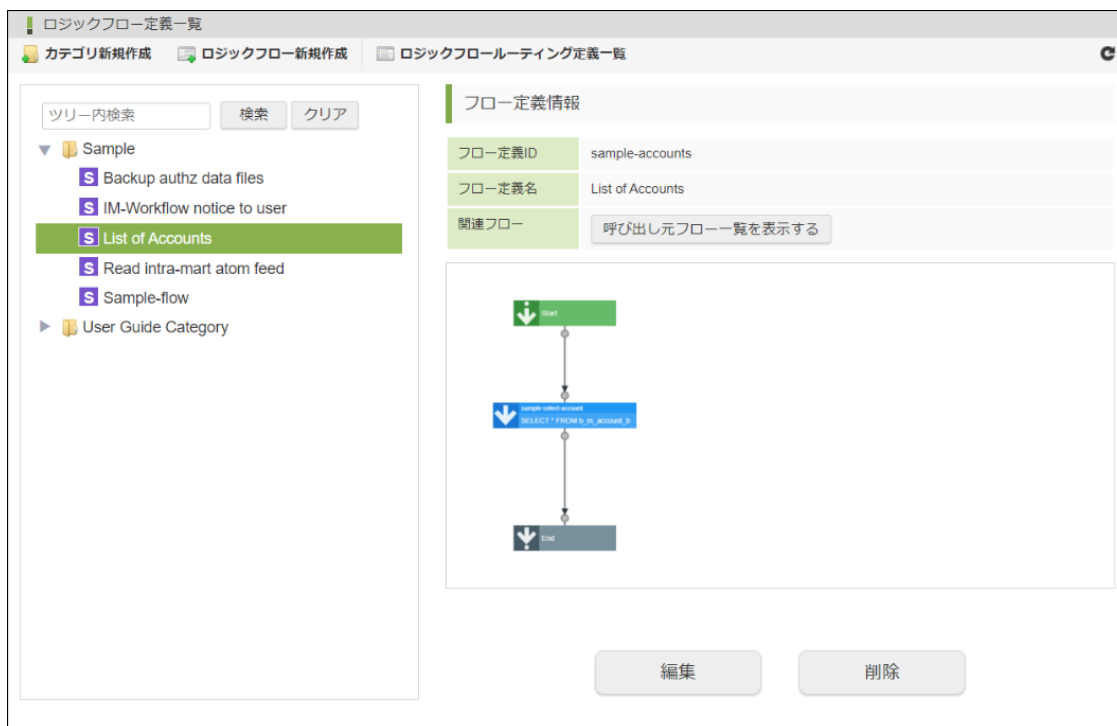 ロジックフロー定義一覧
カテゴリ新規作成 ロジックフロー新規作成 ロジックフロールーティング定義一覧
ツリー内検索 検索 クリア
Sample
Backup authz data files
IM-Workflow notice to user
List of Accounts
Read intra-mart atom feed
Sample-flow
User Guide Category
フロー定義情報
フロー定義ID sample-accounts
フロー定義名 List of Accounts
関連フロー 呼び出し元フロー一覧を表示する
Start
sample-select-account
SELECT * FROM b_m_account_b
End
編集 削除